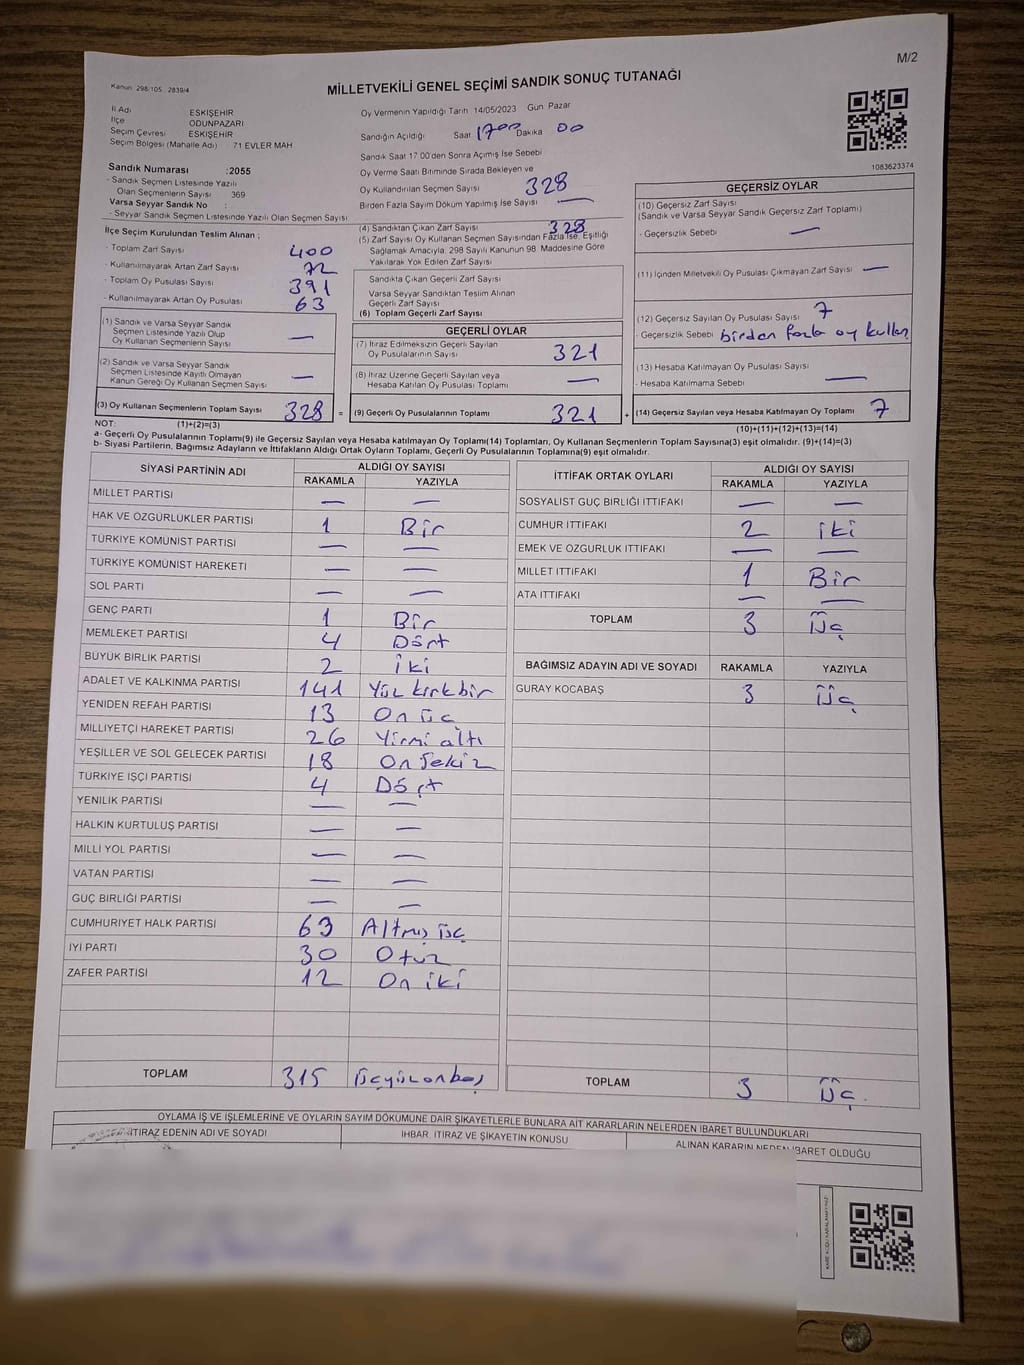 M/2
Kanun 298/105 2839/4
MİLLETVEKİLİ GENEL SEÇİMİ SANDIK SONUÇ TUTANAĞI
İl Adı ESKİŞEHİR
İlçe ODUNPAZARI
Seçim Çevresi ESKİŞEHİR
Seçim Bölgesi (Mahalle Adı) 71 EVLER MAH
Sandık Numarası :2055
- Sandık Seçmen Listesinde Yazılı
Olan Seçmenlerin Sayısı 369
Varsa Seyyar Sandık No :
- Seyyar Sandık Seçmen Listesinde Yazılı Olan Seçmen Sayısı
Oy Vermenin Yapıldığı Tarih 14/05/2023 Gün Pazar
Sandığın Açıldığı Saat 1700 Dakika 00
Sandık Saat 17 00'den Sonra Açılmış İse Sebebi
Oy Verme Saati Bitiminde Sırada Bekleyen ve
Oy Kullandırılan Seçmen Sayısı 328
Birden Fazla Sayım Döküm Yapılmış İse Sayısı —
1083623374
İlçe Seçim Kurulundan Teslim Alınan ;
- Toplam Zarf Sayısı 400
- Kullanılmayarak Artan Zarf Sayısı 72
- Toplam Oy Pusulası Sayısı 391
- Kullanılmayarak Artan Oy Pusulası 63
(1) Sandık ve Varsa Seyyar Sandık
Seçmen Listesinde Yazılı Olup
Oy Kullanan Seçmenlerin Sayısı —
(2) Sandık ve Varsa Seyyar Sandık
Seçmen Listesinde Kayıtlı Olmayan
Kanun Gereği Oy Kullanan Seçmen Sayısı —
(3) Oy Kullanan Seçmenlerin Toplam Sayısı 328 =
(1)+(2)=(3)
(4) Sandıktan Çıkan Zarf Sayısı 328
(5) Zarf Sayısı Oy Kullanan Seçmen Sayısından Fazla İse, Eşitliği
Sağlamak Amacıyla: 298 Sayılı Kanunun 98. Maddesine Göre
Yakılarak Yok Edilen Zarf Sayısı
Sandıkta Çıkan Geçerli Zarf Sayısı
Varsa Seyyar Sandıktan Teslim Alınan
Geçerli Zarf Sayısı
(6) Toplam Geçerli Zarf Sayısı
GEÇERLİ OYLAR
(7) İtiraz Edilmeksizin Geçerli Sayılan
Oy Pusulalarının Sayısı 321
(8) İtiraz Üzerine Geçerli Sayılan veya
Hesaba Katılan Oy Pusulası Toplamı —
(9) Geçerli Oy Pusulalarının Toplamı 321 +
GEÇERSİZ OYLAR
(10) Geçersiz Zarf Sayısı
(Sandık ve Varsa Seyyar Sandık Geçersiz Zarf Toplamı)
- Geçersizlik Sebebi —
(11) İçinden Milletvekili Oy Pusulası Çıkmayan Zarf Sayısı —
(12) Geçersiz Sayılan Oy Pusulası Sayısı 7
- Geçersizlik Sebebi birden fazla oy kullan
(13) Hesaba Katılmayan Oy Pusulası Sayısı
- Hesaba Katılmama Sebebi —
(14) Geçersiz Sayılan veya Hesaba Katılmayan Oy Toplamı 7
(10)+(11)+(12)+(13)=(14)
NOT:
a- Geçerli Oy Pusulalarının Toplamı(9) ile Geçersiz Sayılan veya Hesaba katılmayan Oy Toplamı(14) Toplamları, Oy Kullanan Seçmenlerin Toplam Sayısına(3) eşit olmalıdır. (9)+(14)=(3)
b- Siyasi Partilerin, Bağımsız Adayların ve İttifakların Aldığı Ortak Oyların Toplamı, Geçerli Oy Pusulalarının Toplamına(9) eşit olmalıdır.
SİYASİ PARTİNİN ADI ALDIĞI OY SAYISI
RAKAMLA YAZIYLA
MİLLET PARTİSİ — —
HAK VE ÖZGÜRLÜKLER PARTİSİ 1 Bir
TÜRKİYE KOMÜNİST PARTİSİ — —
TÜRKİYE KOMÜNİST HAREKETİ — —
SOL PARTİ — —
GENÇ PARTİ 1 Bir
MEMLEKET PARTİSİ 4 Dört
BÜYÜK BİRLİK PARTİSİ 2 İki
ADALET VE KALKINMA PARTİSİ 141 Yüz kırk bir
YENİDEN REFAH PARTİSİ 13 On üç
MİLLİYETÇİ HAREKET PARTİSİ 26 Yirmi altı
YEŞİLLER VE SOL GELECEK PARTİSİ 18 On Sekiz
TÜRKİYE İŞÇİ PARTİSİ 4 Dört
YENİLİK PARTİSİ — —
HALKIN KURTULUŞ PARTİSİ — —
MİLLİ YOL PARTİSİ — —
VATAN PARTİSİ — —
GÜÇ BİRLİĞİ PARTİSİ — —
CUMHURİYET HALK PARTİSİ 63 Altmış üç
İYİ PARTİ 30 Otuz
ZAFER PARTİSİ 12 On iki
TOPLAM 315 üçyüzonbeş
İTTİFAK ORTAK OYLARI ALDIĞI OY SAYISI
RAKAMLA YAZIYLA
SOSYALİST GÜÇ BİRLİĞİ İTTİFAKI — —
CUMHUR İTTİFAKI 2 iki
EMEK VE ÖZGÜRLÜK İTTİFAKI — —
MİLLET İTTİFAKI 1 Bir
ATA İTTİFAKI — —
TOPLAM 3 Üç
BAĞIMSIZ ADAYIN ADI VE SOYADI RAKAMLA YAZIYLA
GÜRAY KOCABAŞ 3 Üç
TOPLAM 3 Üç.
OYLAMA İŞ VE İŞLEMLERİNE VE OYLARIN SAYIM DÖKÜMÜNE DAİR ŞİKAYETLERLE BUNLARA AİT KARARLARIN NELERDEN İBARET BULUNDUKLARI
İTİRAZ EDENİN ADI VE SOYADI İHBAR. İTİRAZ VE ŞİKAYETİN KONUSU ALINAN KARARIN NEDEN İBARET OLDUĞU